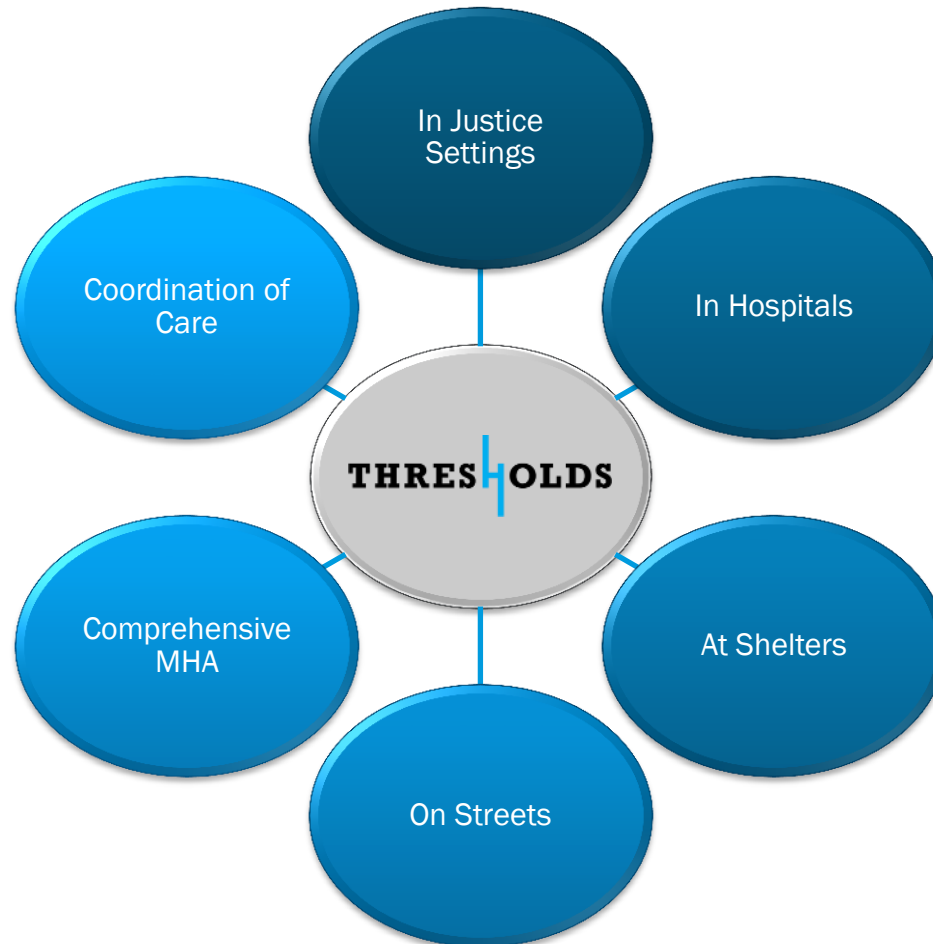 In Justice
Settings
In Hospitals
At Shelters
On Streets
Comprehensive
MHA
Coordination of
Care
THRESHOLDS